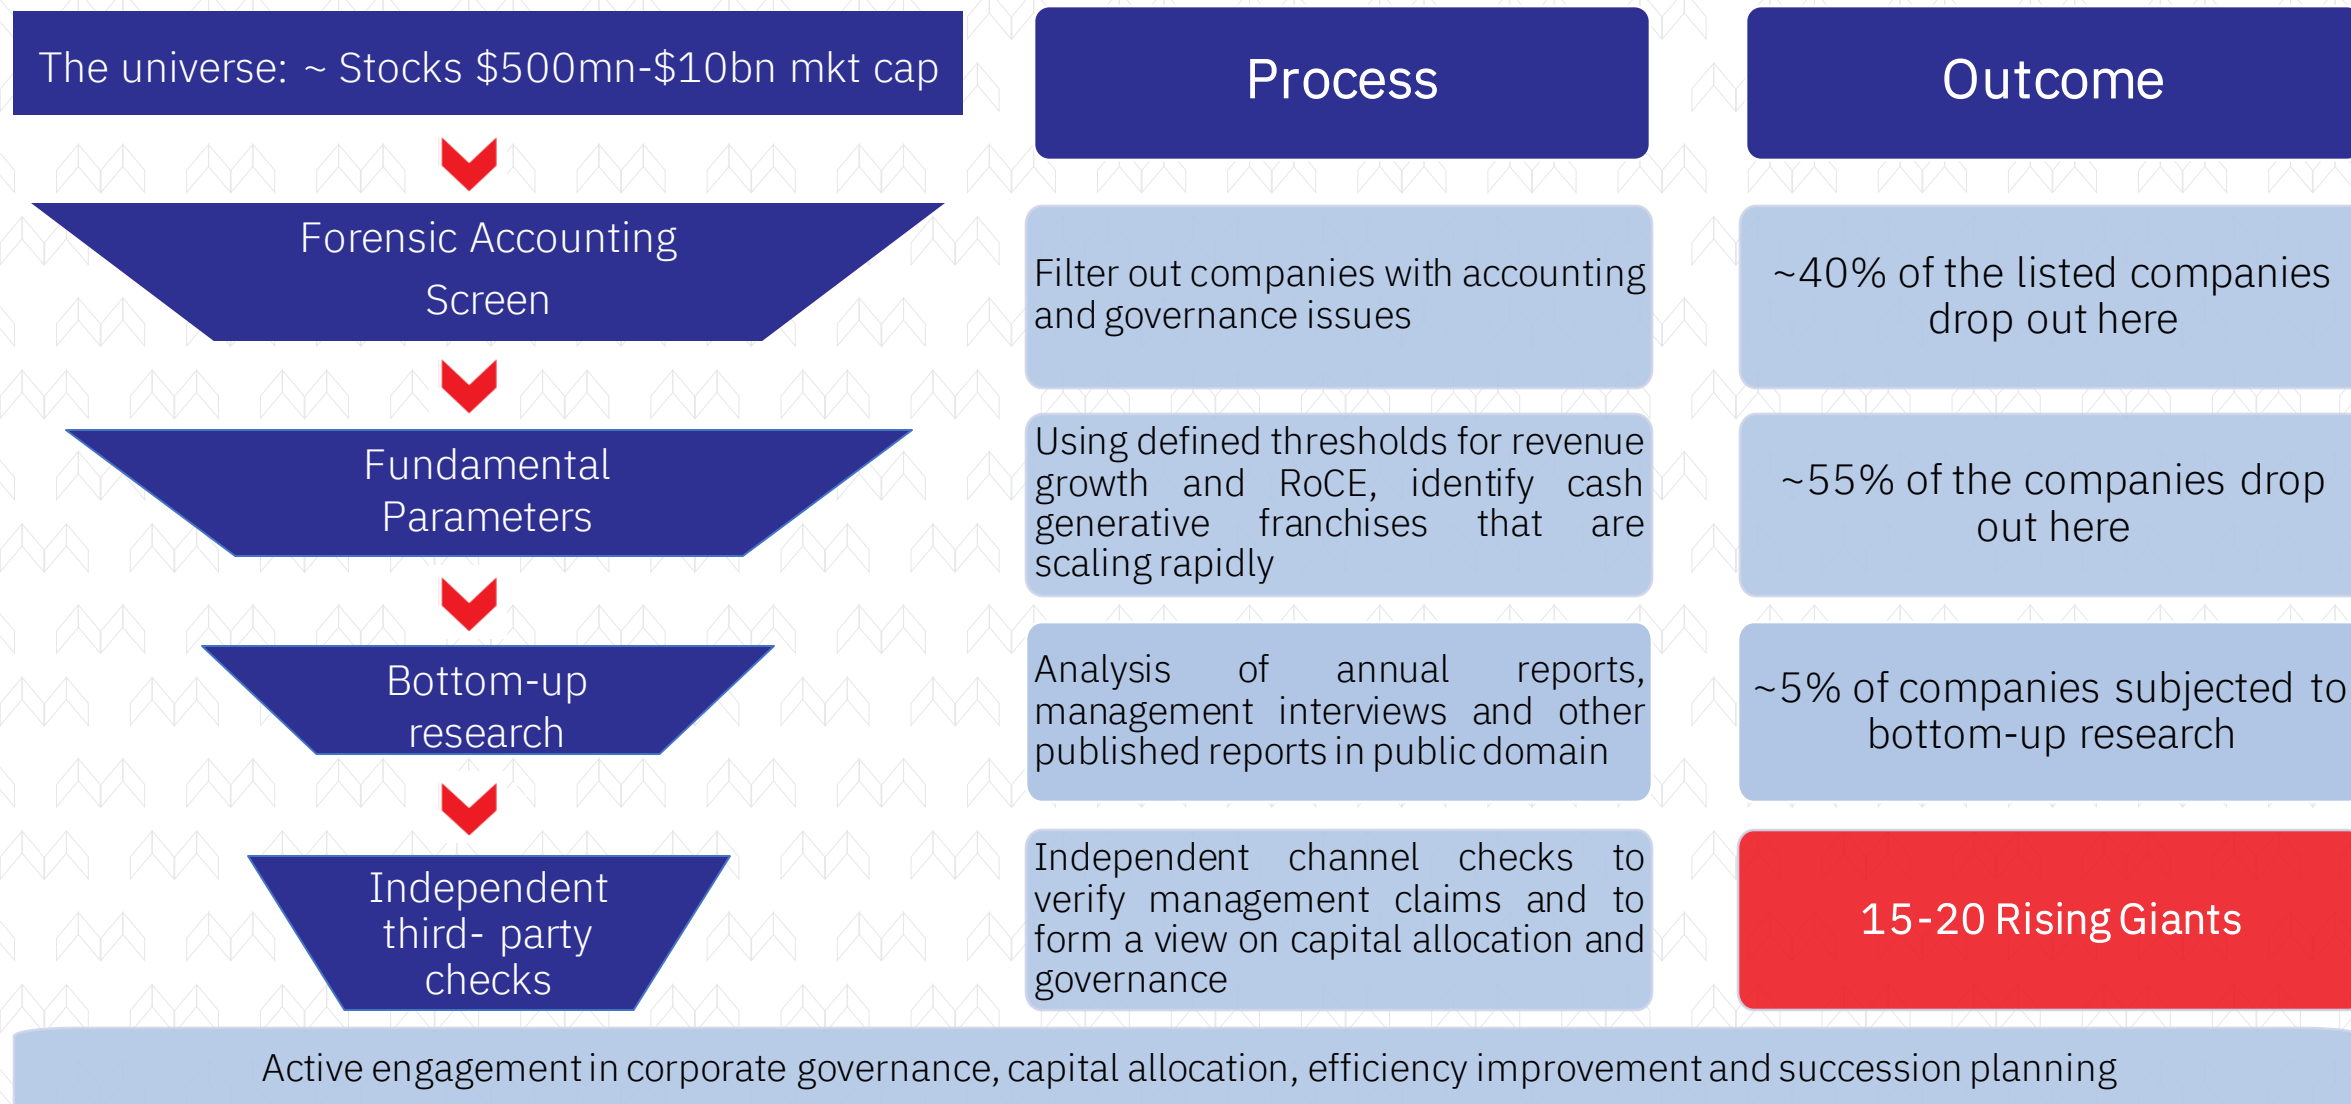 The universe: ~ Stocks $500mn-$10bn mkt cap
Process
Outcome
Forensic Accounting
Screen
Filter out companies with accounting
and governance issues
~40% of the listed companies
drop out here
Fundamental
Parameters
Using defined thresholds for revenue
growth and RoCE, identify cash
generative franchises that are
scaling rapidly
~55% of the companies drop
out here
Bottom-up
research
Analysis of annual reports,
management interviews and other
published reports in public domain
~5% of companies subjected to
bottom-up research
Independent
third- party
checks
Independent channel checks to
verify management claims and to
form a view on capital allocation and
governance
15-20 Rising Giants
Active engagement in corporate governance, capital allocation, efficiency improvement and succession planning